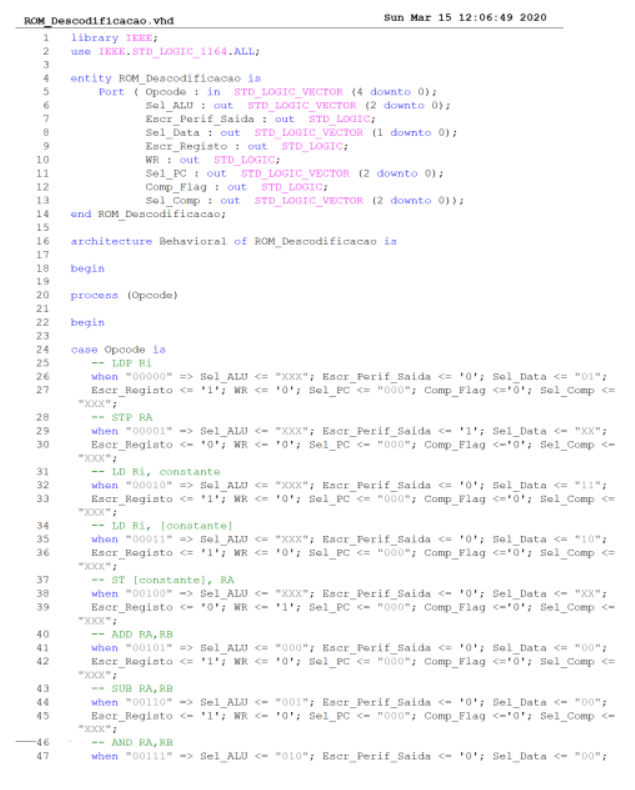 ROM_Descodificacao.vhd Sun Mar 15 12:06:49 2020
1 library IEEE;
2 use IEEE.STD_LOGIC_1164.ALL;
3
4 entity ROM_Descodificacao is
5 Port ( Opcode : in STD_LOGIC_VECTOR (4 downto 0);
6 Sel_ALU : out STD_LOGIC_VECTOR (2 downto 0);
7 Escr_Perif_Saida : out STD_LOGIC;
8 Sel_Data : out STD_LOGIC_VECTOR (1 downto 0);
9 Escr_Registo : out STD_LOGIC;
10 WR : out STD_LOGIC;
11 Sel_PC : out STD_LOGIC_VECTOR (2 downto 0);
12 Comp_Flag : out STD_LOGIC;
13 Sel_Comp : out STD_LOGIC_VECTOR (2 downto 0));
14 end ROM_Descodificacao;
15
16 architecture Behavioral of ROM_Descodificacao is
17
18 begin
19
20 process (Opcode)
21
22 begin
23
24 case Opcode is
25 -- LDP Ri
26 when "00000" => Sel_ALU <= "XXX"; Escr_Perif_Saida <= '0'; Sel_Data <= "01";
27 Escr_Registo <= '1'; WR <= '0'; Sel_PC <= "000"; Comp_Flag <='0'; Sel_Comp <=
"XXX";
28 -- STP RA
29 when "00001" => Sel_ALU <= "XXX"; Escr_Perif_Saida <= '1'; Sel_Data <= "XX";
30 Escr_Registo <= '0'; WR <= '0'; Sel_PC <= "000"; Comp_Flag <='0'; Sel_Comp <=
"XXX";
31 -- LD Ri, constante
32 when "00010" => Sel_ALU <= "XXX"; Escr_Perif_Saida <= '0'; Sel_Data <= "11";
33 Escr_Registo <= '1'; WR <= '0'; Sel_PC <= "000"; Comp_Flag <='0'; Sel_Comp <=
"XXX";
34 -- LD Ri, [constante]
35 when "00011" => Sel_ALU <= "XXX"; Escr_Perif_Saida <= '0'; Sel_Data <= "10";
36 Escr_Registo <= '1'; WR <= '0'; Sel_PC <= "000"; Comp_Flag <='0'; Sel_Comp <=
"XXX";
37 -- ST [constante], RA
38 when "00100" => Sel_ALU <= "XXX"; Escr_Perif_Saida <= '0'; Sel_Data <= "XX";
39 Escr_Registo <= '0'; WR <= '1'; Sel_PC <= "000"; Comp_Flag <='0'; Sel_Comp <=
"XXX";
40 -- ADD RA,RB
41 when "00101" => Sel_ALU <= "000"; Escr_Perif_Saida <= '0'; Sel_Data <= "00";
42 Escr_Registo <= '1'; WR <= '0'; Sel_PC <= "000"; Comp_Flag <='0'; Sel_Comp <=
"XXX";
43 -- SUB RA,RB
44 when "00110" => Sel_ALU <= "001"; Escr_Perif_Saida <= '0'; Sel_Data <= "00";
45 Escr_Registo <= '1'; WR <= '0'; Sel_PC <= "000"; Comp_Flag <='0'; Sel_Comp <=
"XXX";
46 -- AND RA,RB
47 when "00111" => Sel_ALU <= "010"; Escr_Perif_Saida <= '0'; Sel_Data <= "00";